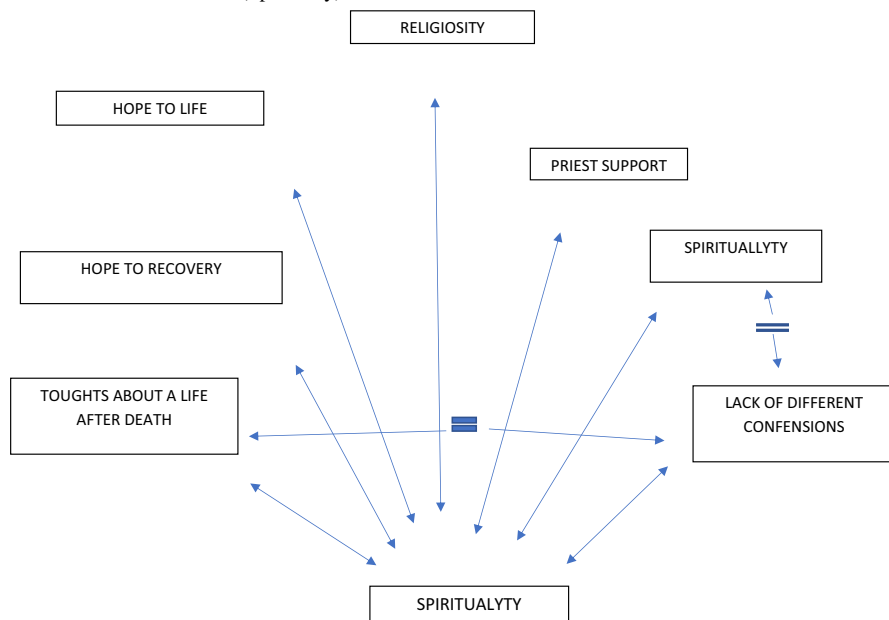 RELIGIOSITY
HOPE TO LIFE
PRIEST SUPPORT
SPIRITUALLYTY
HOPE TO RECOVERY
TOUGHTS ABOUT A LIFE
AFTER DEATH
LACK OF DIFFERENT
CONFENSIONS
SPIRITUALYTY